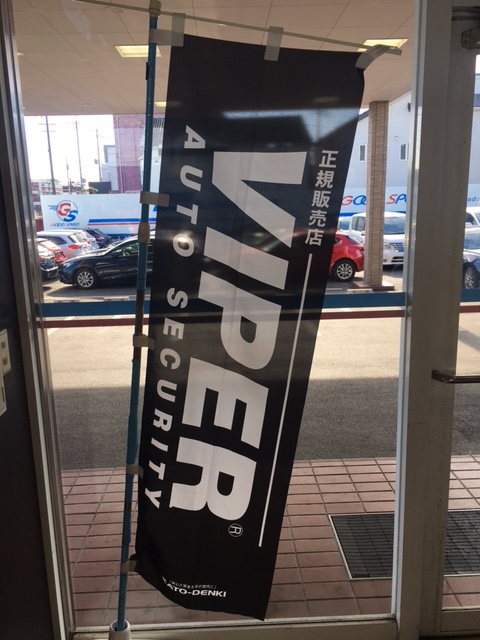 正規販売店
VIPER®
AUTO SECURITY
KATO-DENKI
GS